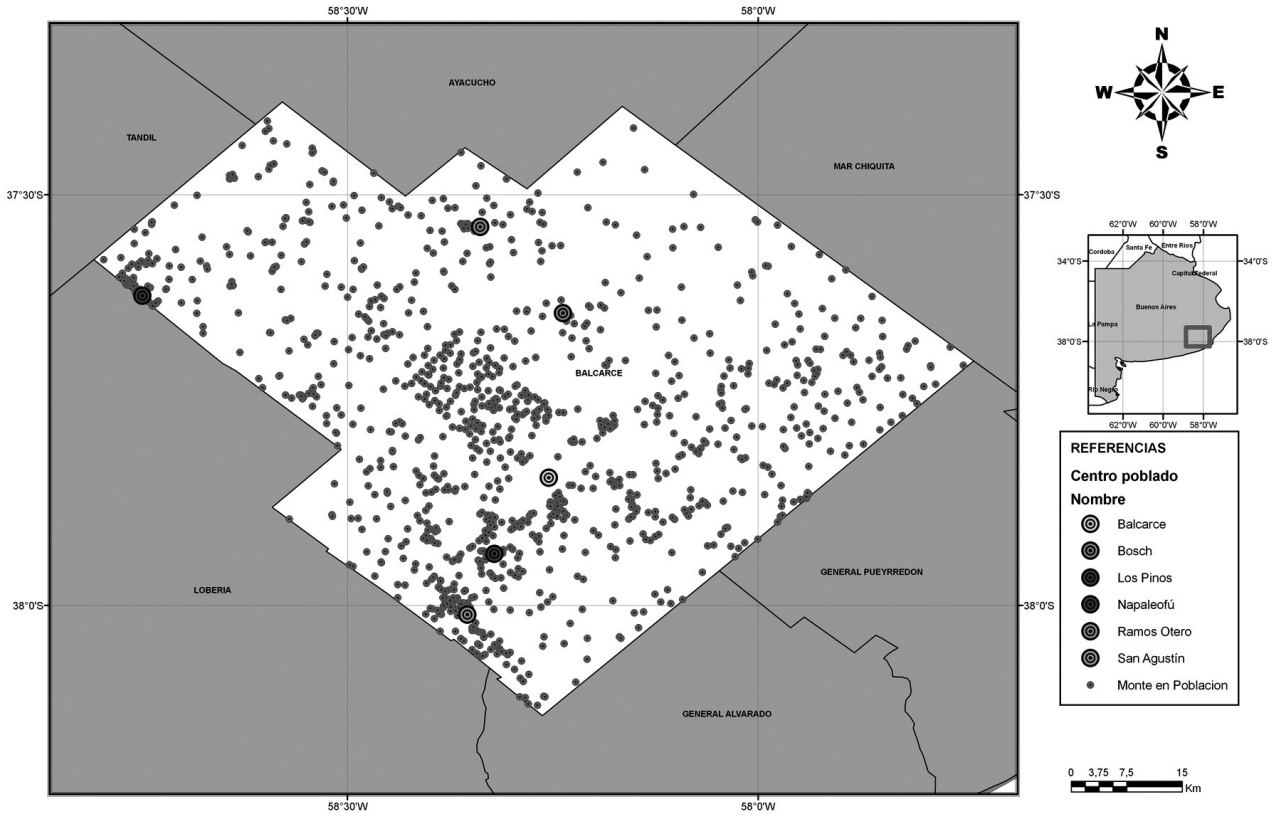 58°30'W
58°0'W
N
W
E
S
AYACUCHO
TANDIL
MAR CHIQUITA
37°30'S
37°30'S
62°0'W 60°0'W 58°0'W
Cordoba
Santa Fe
Entre Rios
34°0'S
34°0'S
Capital Federal
Buenos Aires
La Pampa
38°0'S
38°0'S
Rio Negro
62°0'W 60°0'W 58°0'W
BALCARCE
REFERENCIAS
Centro poblado
Nombre
Balcarce
Bosch
Los Pinos
Napaleofú
Ramos Otero
San Agustín
Monte en Poblacion
GENERAL PUEYRREDON
LOBERIA
38°0'S
38°0'S
GENERAL ALVARADO
0 3,75 7,5 15
Km
58°30'W
58°0'W